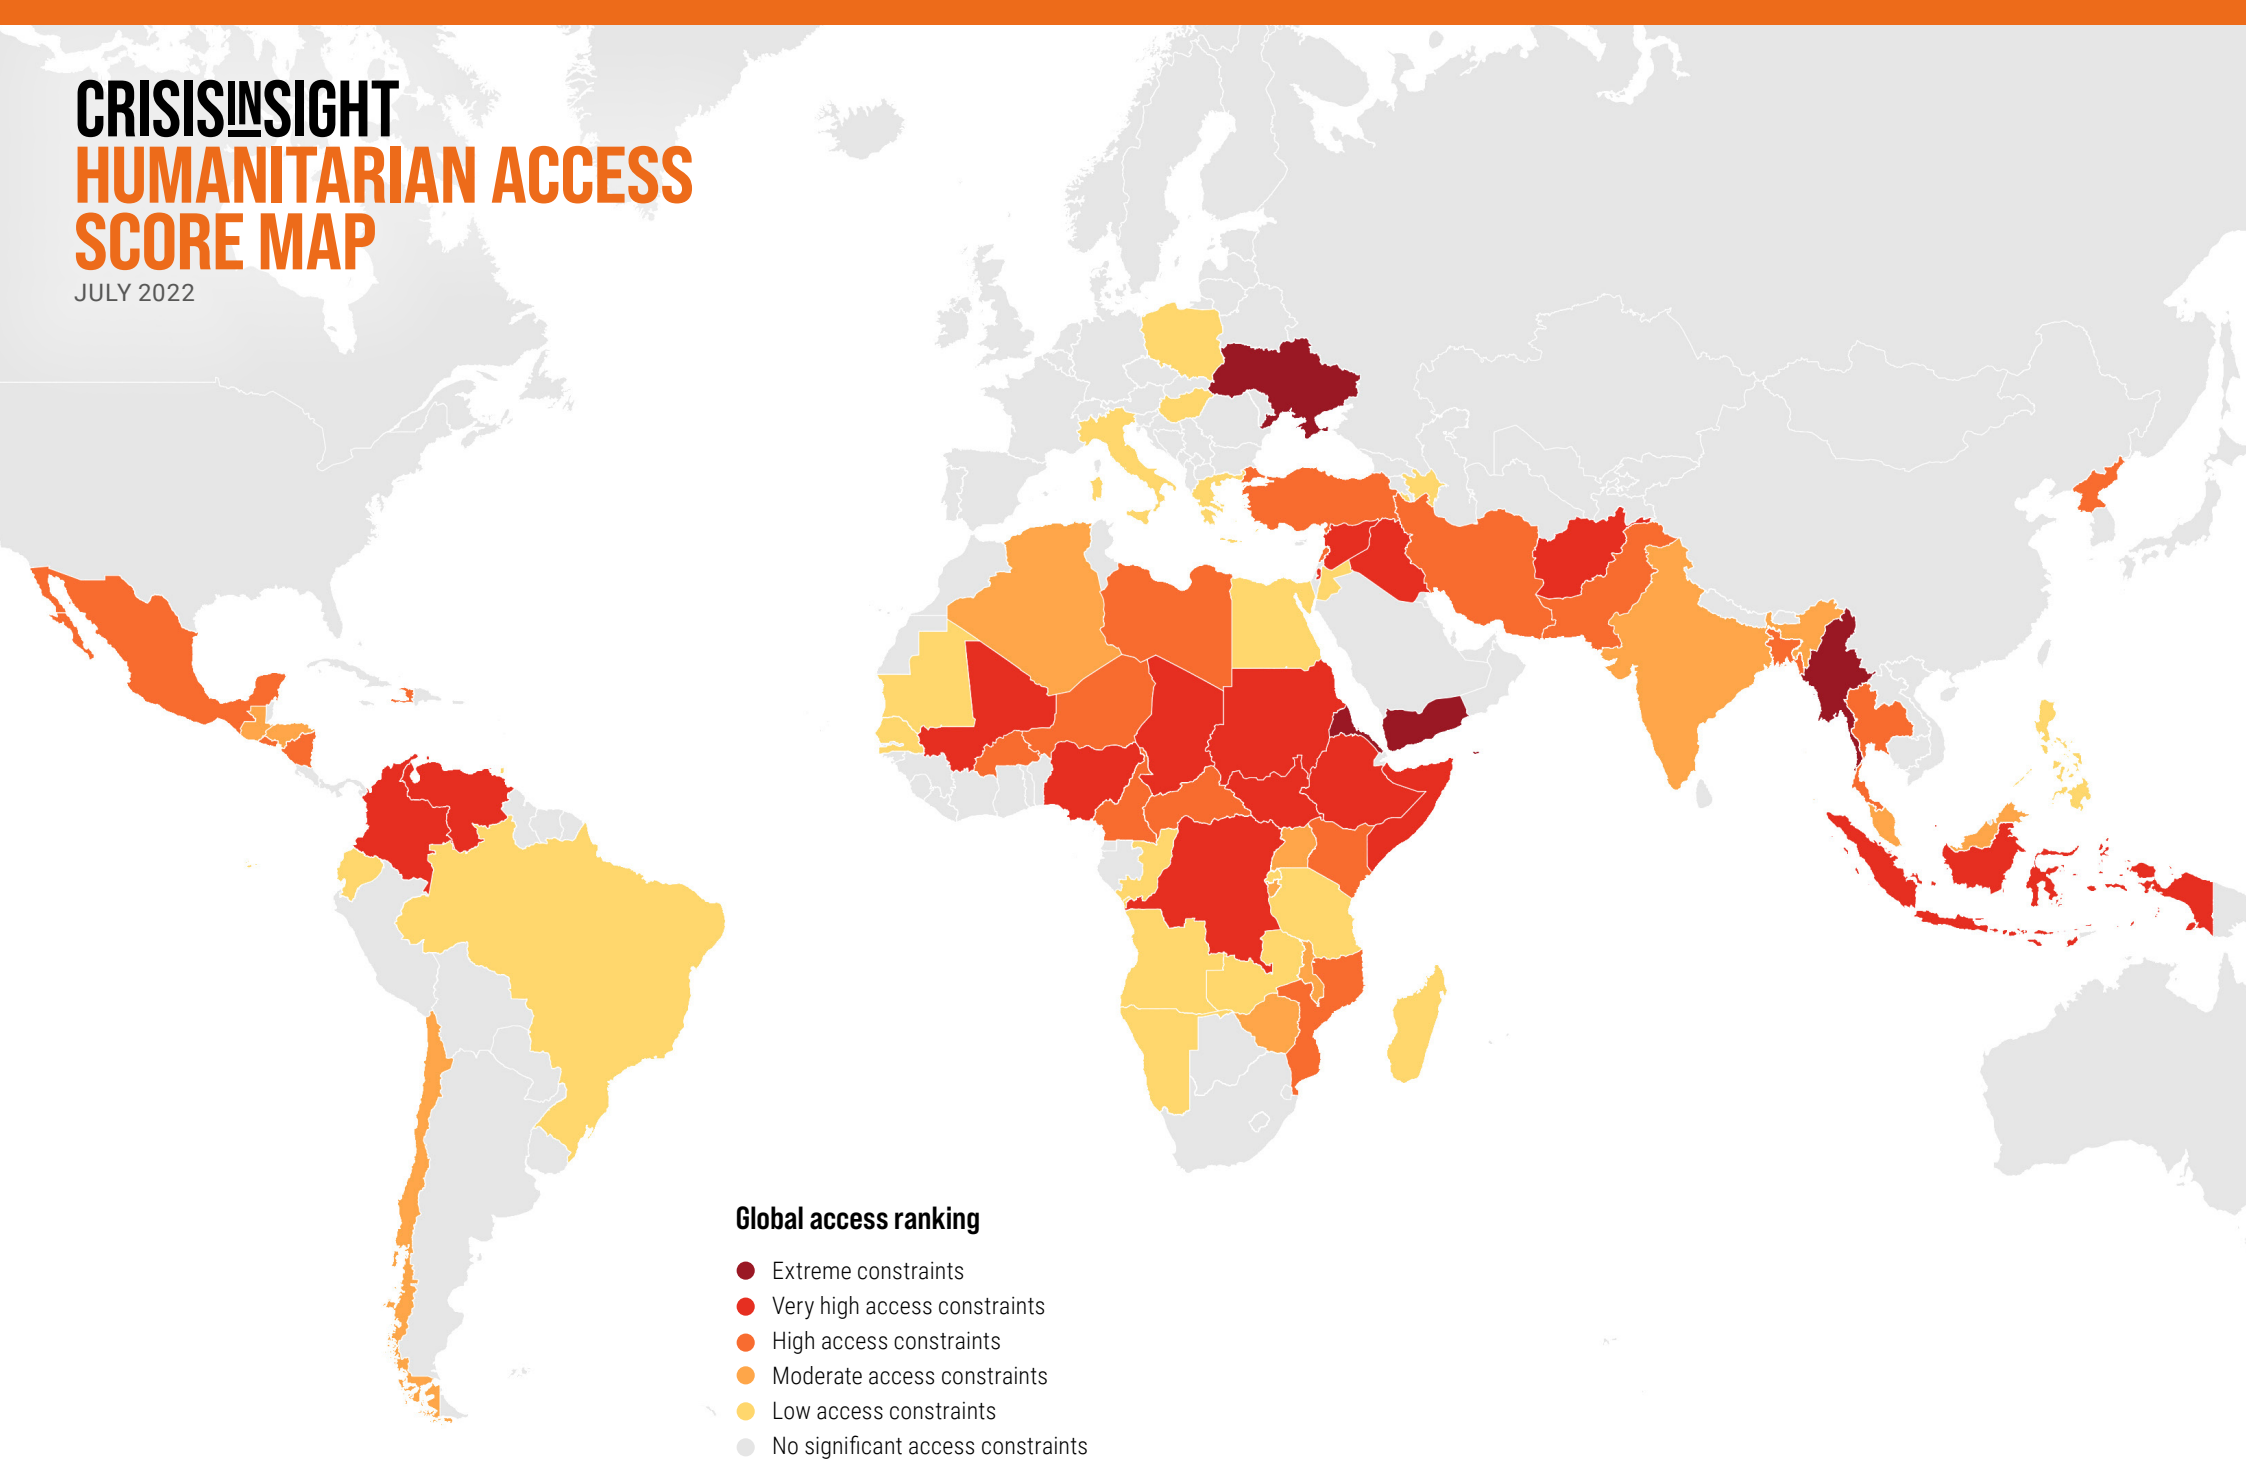 CRISISINSIGHT
HUMANITARIAN ACCESS
SCORE MAP
JULY 2022
Global access ranking
Extreme constraints
Very high access constraints
High access constraints
Moderate access constraints
Low access constraints
No significant access constraints